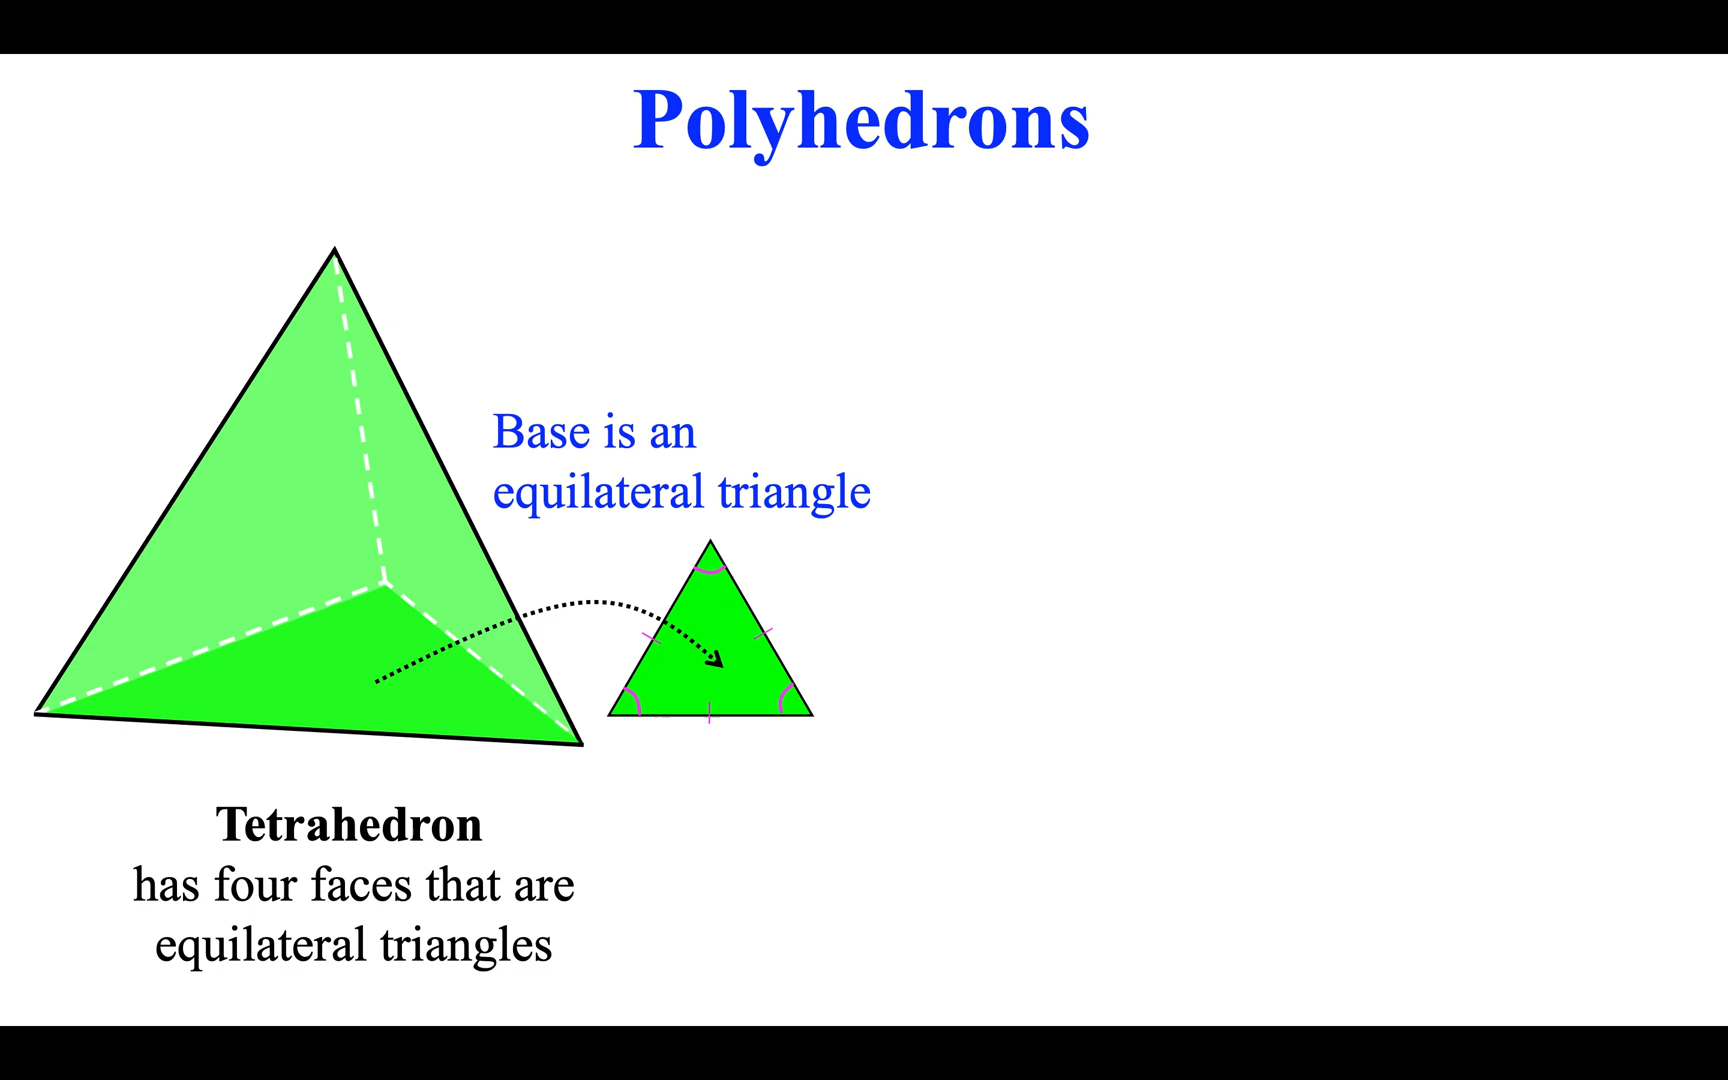 Polyhedrons
Base is an
equilateral triangle
Tetrahedron
has four faces that are
equilateral triangles